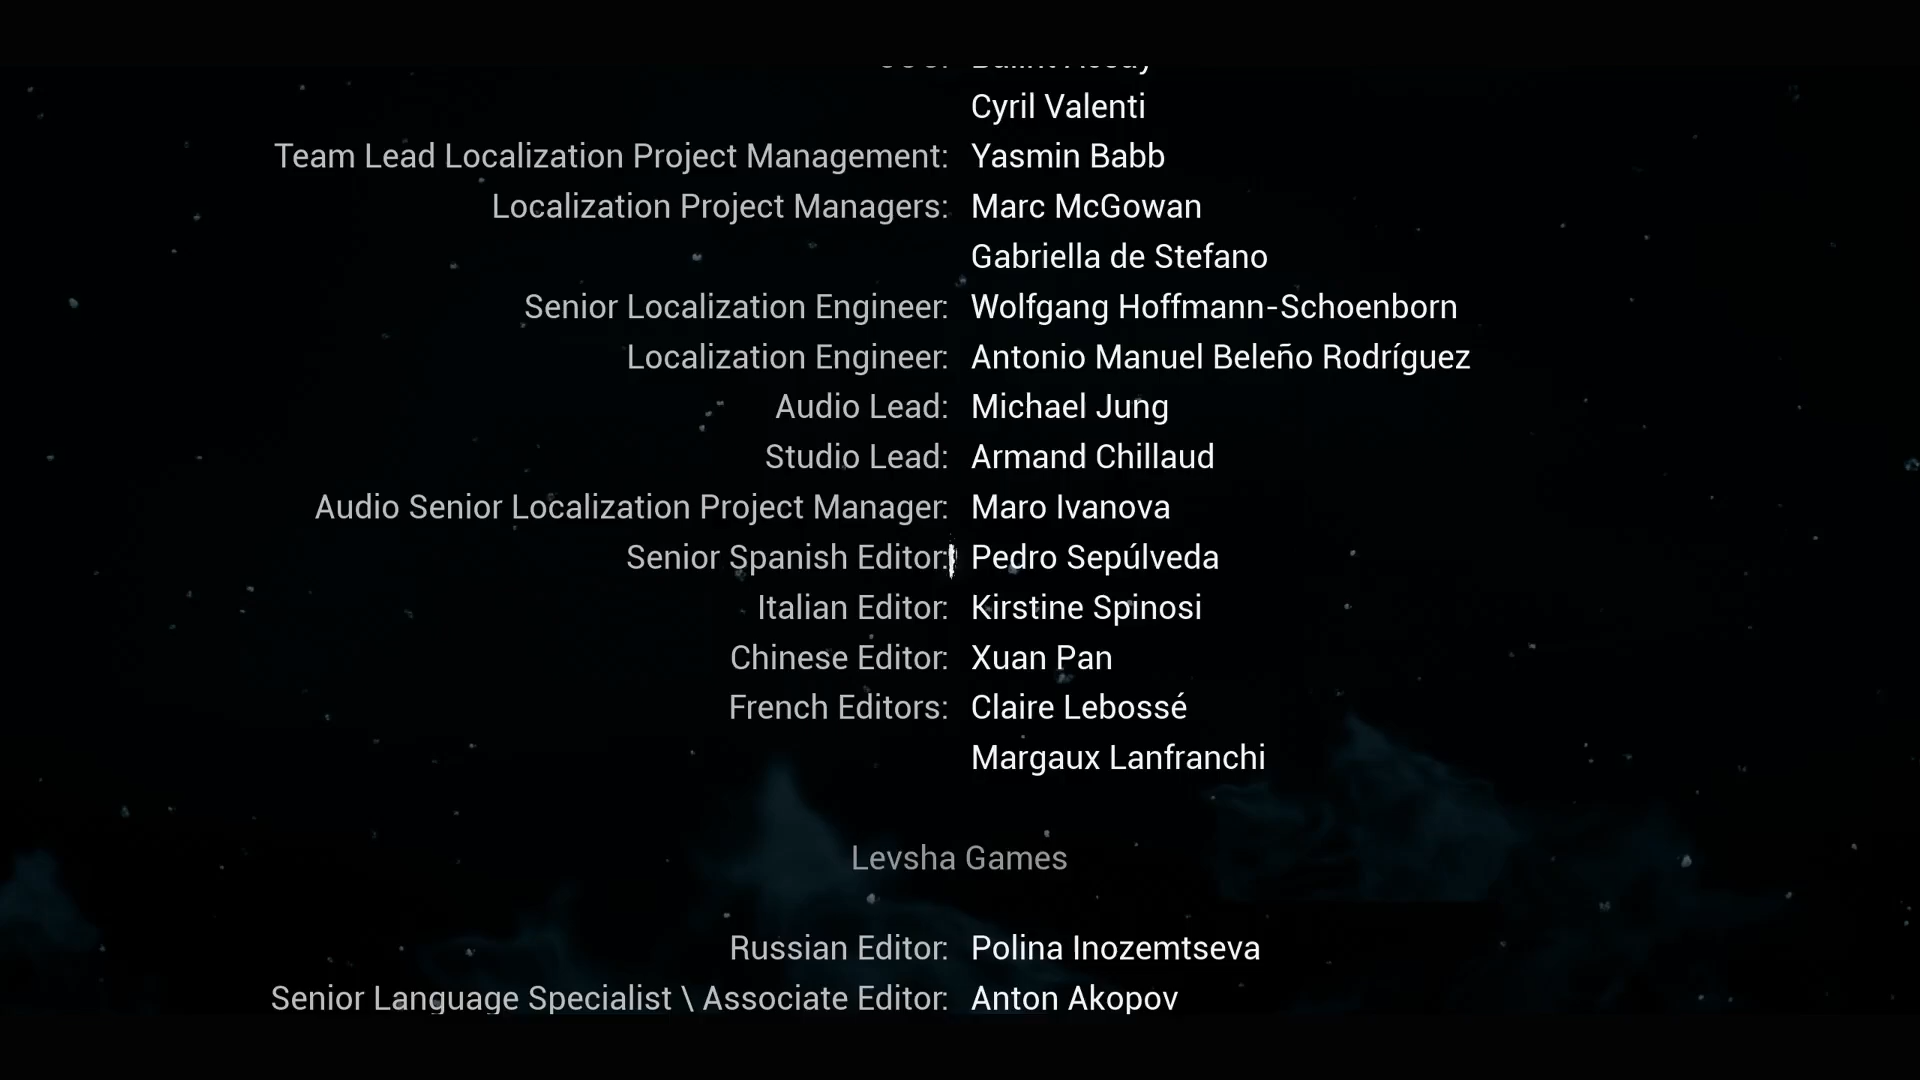 Cyril Valenti
Team Lead Localization Project Management: Yasmin Babb
Localization Project Managers: Marc McGowan
Gabriella de Stefano
Senior Localization Engineer: Wolfgang Hoffmann-Schoenborn
Localization Engineer: Antonio Manuel Beleño Rodríguez
Audio Lead: Michael Jung
Studio Lead: Armand Chillaud
Audio Senior Localization Project Manager: Maro Ivanova
Senior Spanish Editor: Pedro Sepúlveda
Italian Editor: Kirstine Spinosi
Chinese Editor: Xuan Pan
French Editors: Claire Lebossé
Margaux Lanfranchi
Levsha Games
Russian Editor: Polina Inozemtseva
Senior Language Specialist \ Associate Editor: Anton Akopov